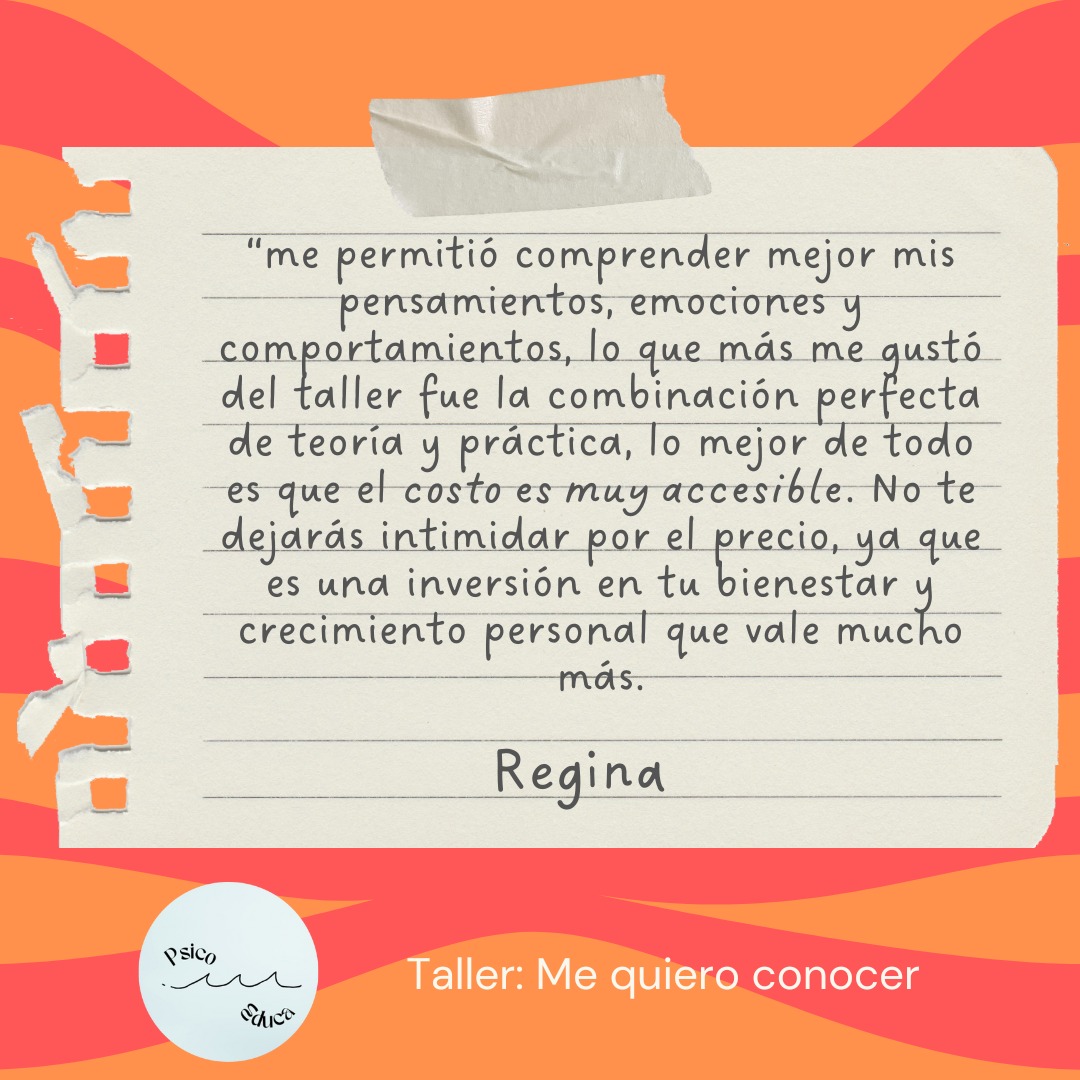 “me permitió comprender mejor mis
pensamientos, emociones y
comportamientos, lo que más me gustó
del taller fue la combinación perfecta
de teoría y práctica, lo mejor de todo
es que el costo es muy accesible. No te
dejarás intimidar por el precio, ya que
es una inversión en tu bienestar y
crecimiento personal que vale mucho
más.
Regina
Psico
educa
Taller: Me quiero conocer